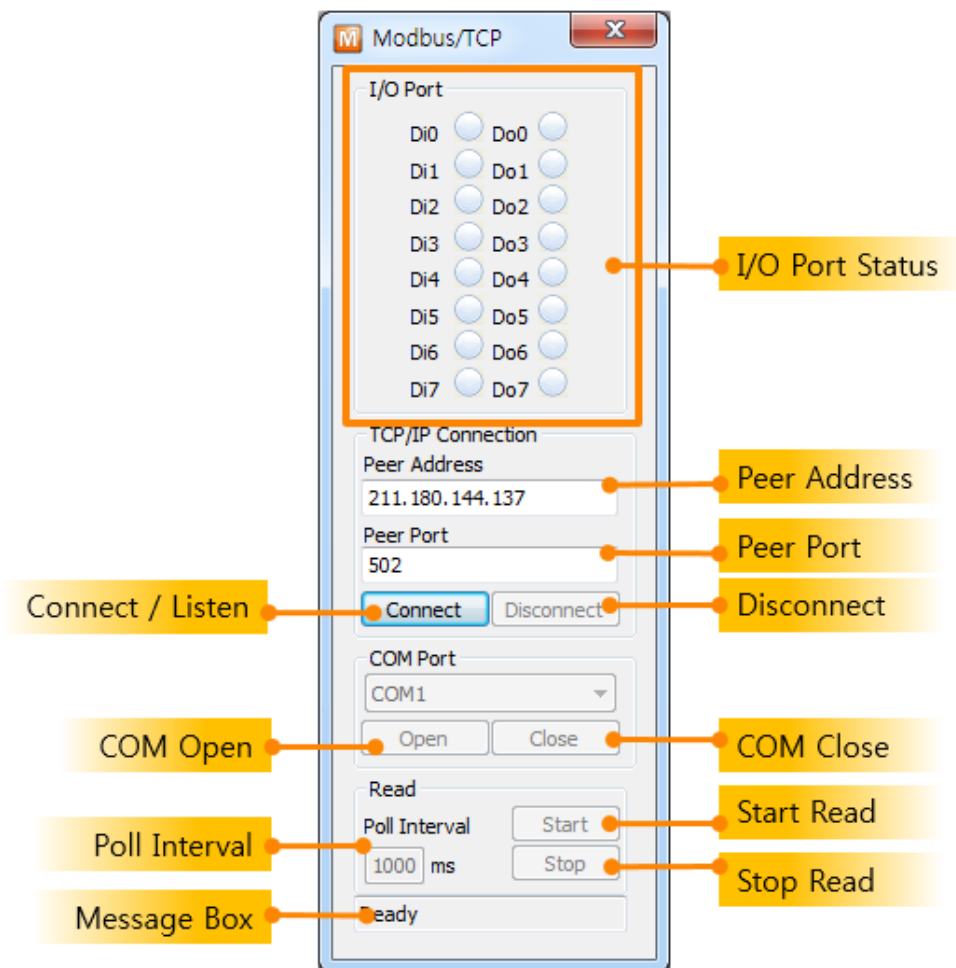 M Modbus/TCP X
I/O Port
Di0 Do0
Di1 Do1
Di2 Do2
Di3 Do3
I/O Port Status
Di4 Do4
Di5 Do5
Di6 Do6
Di7 Do7
TCP/IP Connection
Peer Address
Peer Address
211.180.144.137
Peer Port
Peer Port
502
Connect / Listen
Connect
Disconnect
Disconnect
COM Port
COM1
COM Open
Open
Close
COM Close
Read
Poll Interval
Start
Start Read
Poll Interval
1000 ms
Stop
Stop Read
Message Box
Ready